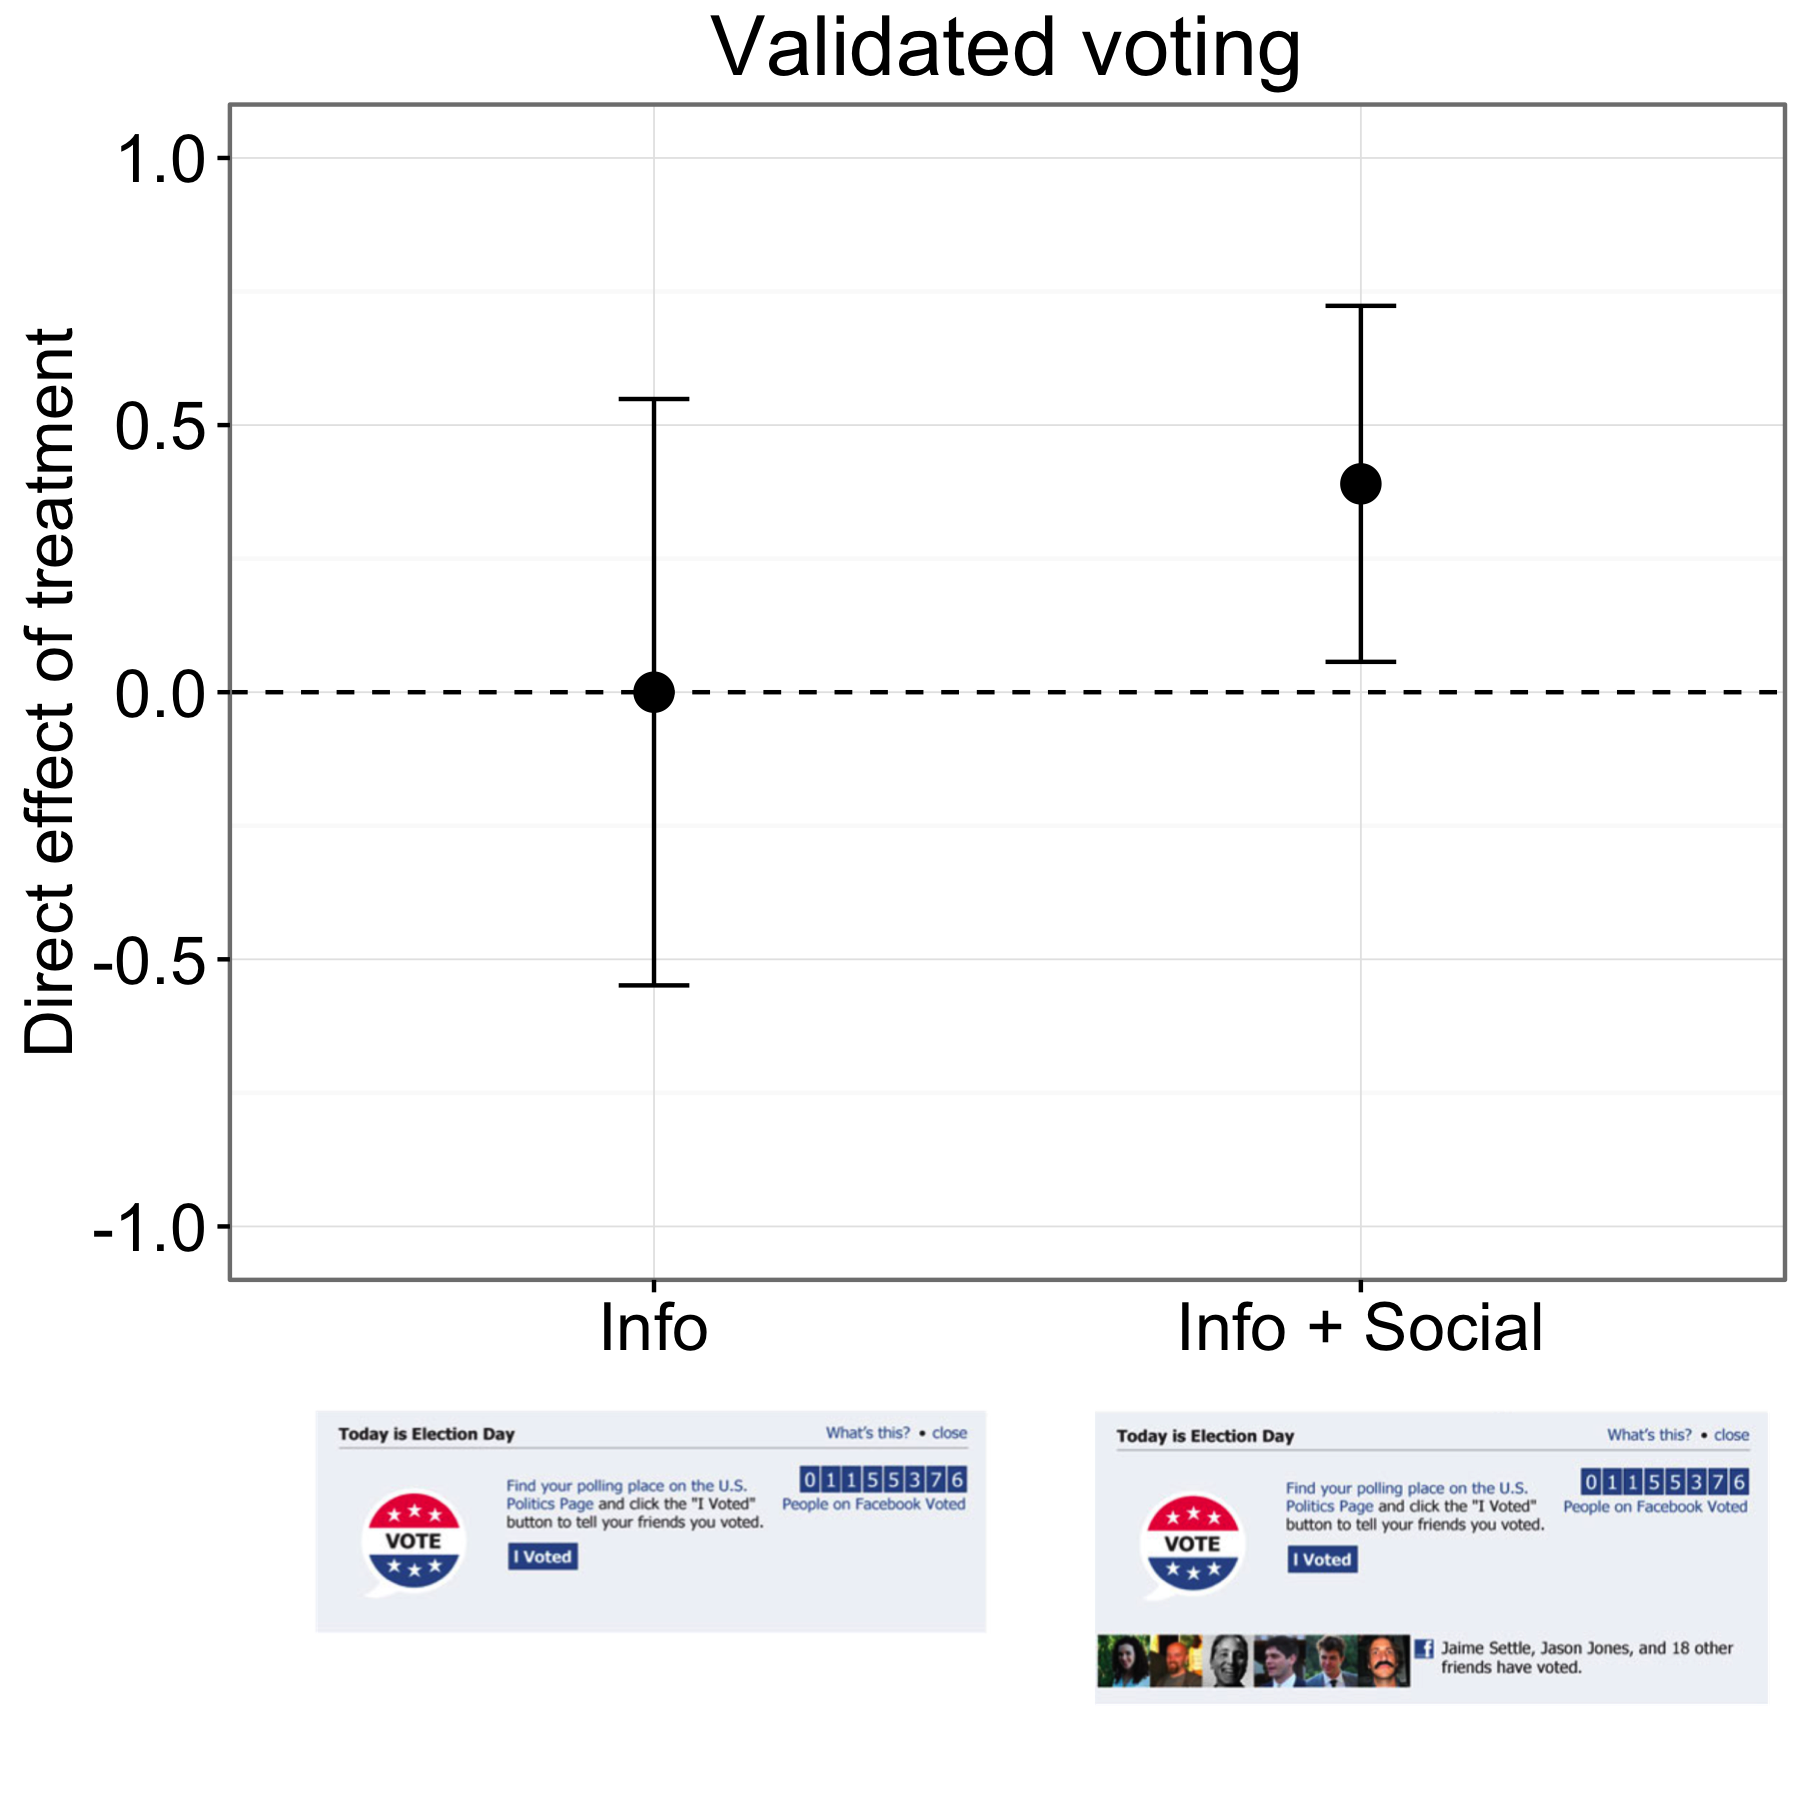 Validated voting
Direct effect of treatment
1.0
0.5
0.0
-0.5
-1.0
Info
Info + Social
Today is Election Day
What's this? • close
VOTE
Find your polling place on the U.S.
Politics Page and click the "I Voted"
button to tell your friends you voted.
I Voted
0 1 1 5 5 3 7 6
People on Facebook Voted
Today is Election Day
What's this? • close
VOTE
Find your polling place on the U.S.
Politics Page and click the "I Voted"
button to tell your friends you voted.
I Voted
0 1 1 5 5 3 7 6
People on Facebook Voted
f
Jaime Settle, Jason Jones, and 18 other
friends have voted.